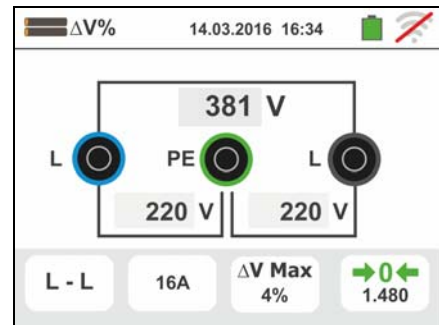 ΔV% 14.03.2016 16:34
381 V
L PE L
220 V 220 V
L - L 16A ΔV Max 4% →0← 1.480